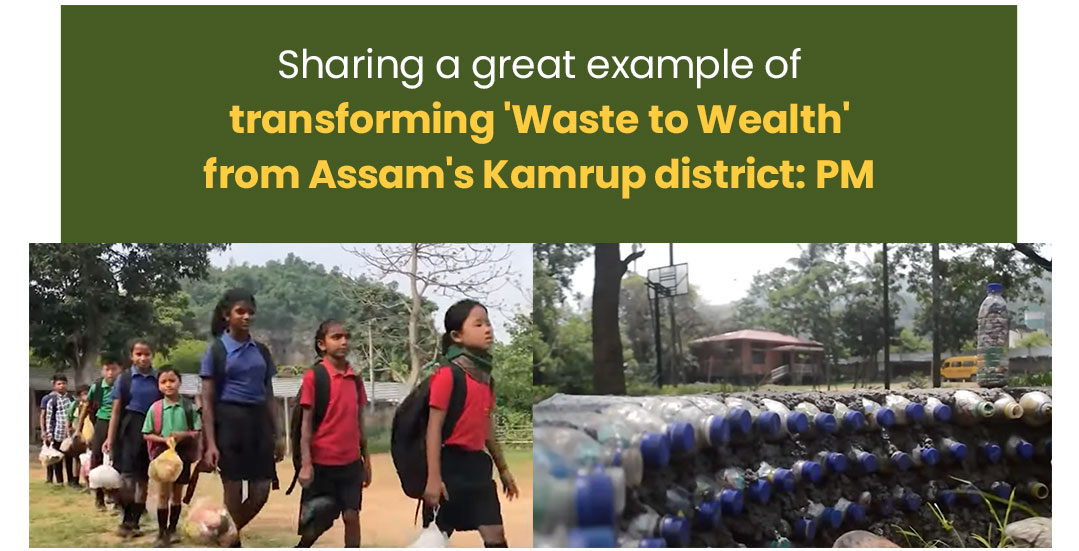 Sharing a great example of
transforming 'Waste to Wealth'
from Assam's Kamrup district: PM